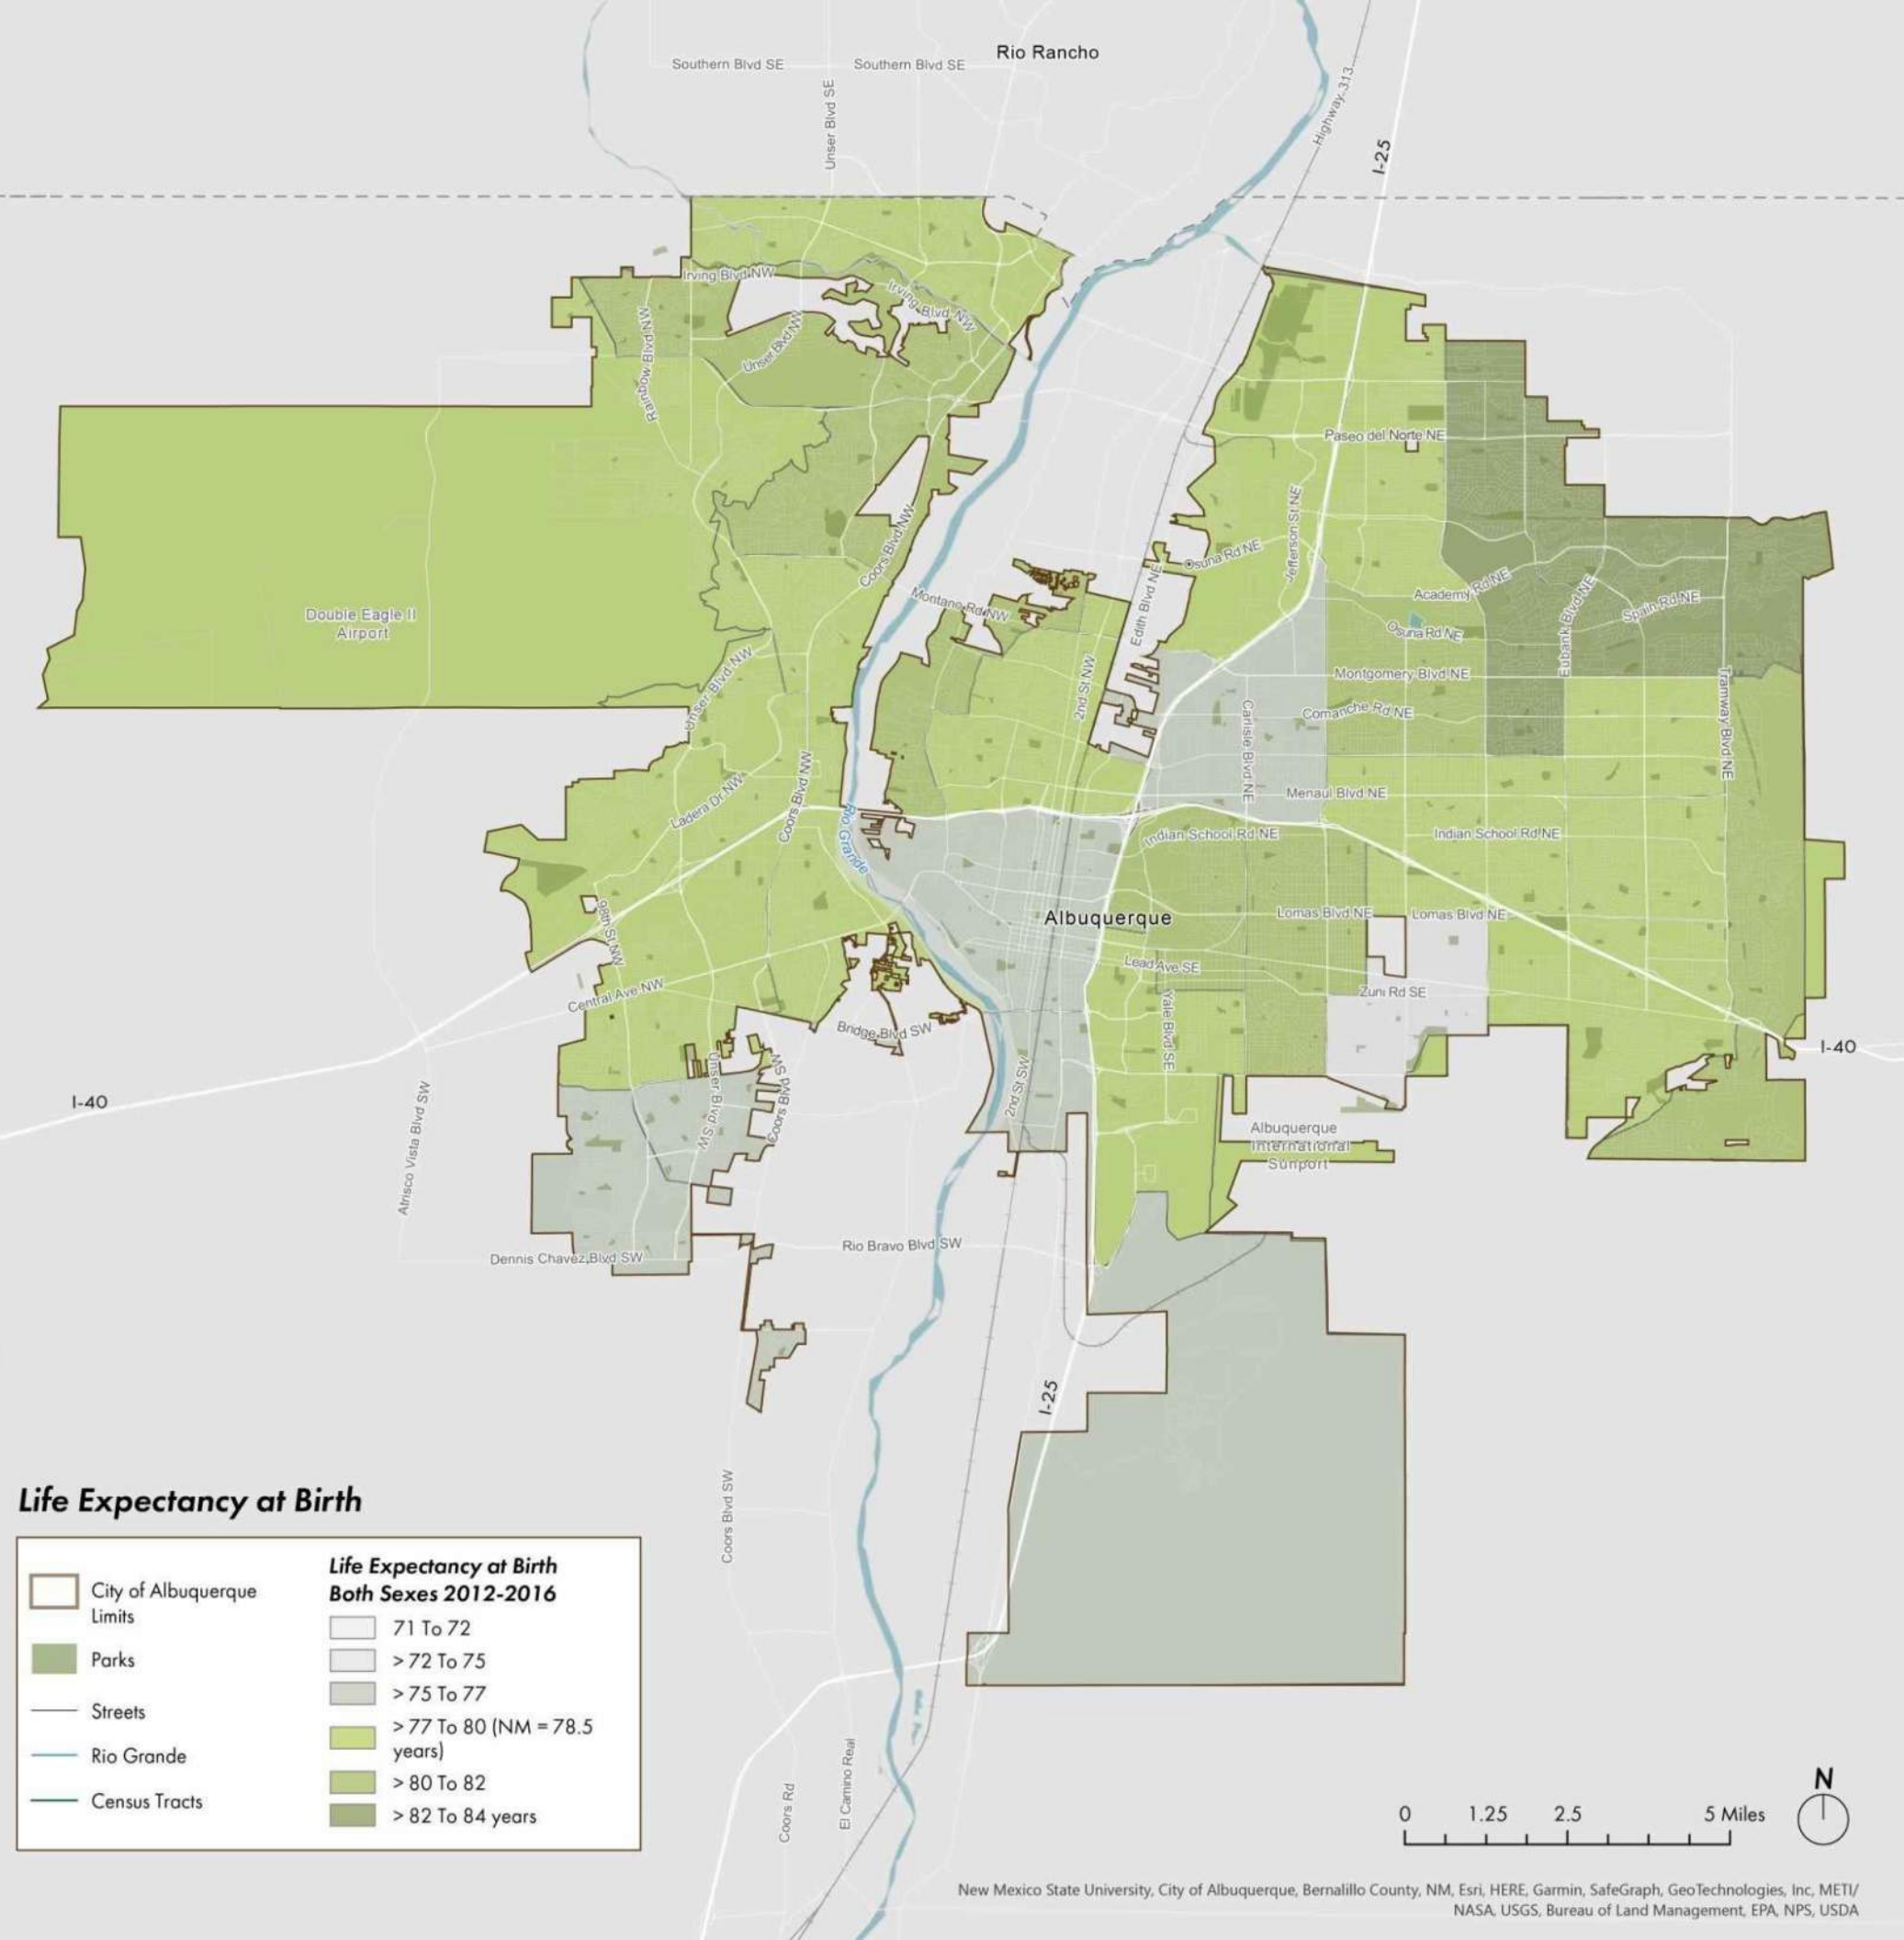 Rio Rancho
Southern Blvd SE
Southern Blvd SE
Unser Blvd SE
Highway 313
I-25
Irving Blvd NW
Irving Blvd NW
Rainbow Blvd NW
Unser Blvd NW
Paseo del Norte NE
Jefferson St NE
Coors Blvd NW
Osuna Rd NE
Academy Rd NE
Eubank Blvd NE
Spain Rd NE
Montano Rd NW
Edith Blvd NE
Double Eagle II
Airport
Osuna Rd NE
Montgomery Blvd NE
2nd St NW
Unser Blvd NW
Carlisle Blvd NE
Comanche Rd NE
Tramway Blvd NE
Coors Blvd NW
Ladera Dr NW
Menaul Blvd NE
Rio Grande
Indian School Rd NE
Indian School Rd NE
98th St NW
Albuquerque
Lomas Blvd NE
Lomas Blvd NE
Lead Ave SE
Central Ave NW
Zuni Rd SE
Yale Blvd SE
Bridge Blvd SW
I-40
Unser Blvd SW
Coors Blvd SW
2nd St SW
I-40
Atrisco Vista Blvd SW
Albuquerque
International
Sunport
Rio Bravo Blvd SW
Dennis Chavez Blvd SW
I-25
Coors Blvd SW
Life Expectancy at Birth
City of Albuquerque
Limits
Parks
Streets
Rio Grande
Census Tracts
Life Expectancy at Birth
Both Sexes 2012-2016
71 To 72
> 72 To 75
> 75 To 77
> 77 To 80 (NM = 78.5
years)
> 80 To 82
> 82 To 84 years
Coors Rd
El Camino Real
N
0 1.25 2.5 5 Miles
New Mexico State University, City of Albuquerque, Bernalillo County, NM, Esri, HERE, Garmin, SafeGraph, GeoTechnologies, Inc, METI/
NASA, USGS, Bureau of Land Management, EPA, NPS, USDA